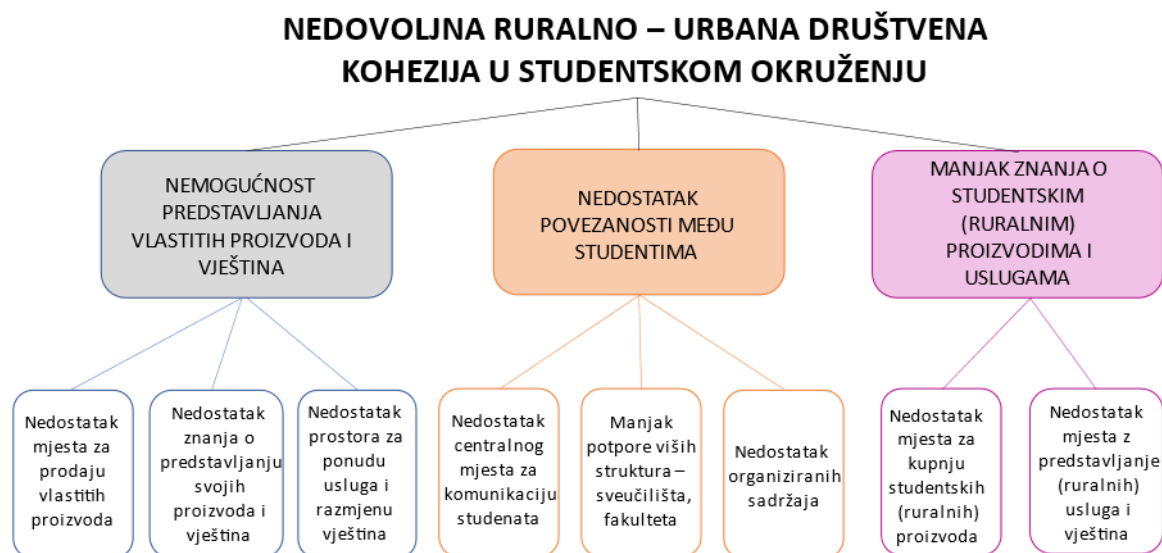 NEDOVOLJNA RURALNO – URBANA DRUŠTVENA
KOHEZIJA U STUDENTSKOM OKRUŽENJU
NEMOGUĆNOST
PREDSTAVLJANJA
VLASTITIH PROIZVODA I
VJEŠTINA
NEDOSTATAK
POVEZANOSTI MEĐU
STUDENTIMA
MANJAK ZNANJA O
STUDENTSKIM
(RURALNIM)
PROIZVODIMA I
USLUGAMA
Nedostatak
mjesta za
prodaju
vlastitih
proizvoda
Nedostatak
znanja o
predstavljanju
svojih
proizvoda i
vještina
Nedostatak
prostora za
ponudu
usluga i
razmjenu
vještina
Nedostatak
centralnog
mjesta za
komunikaciju
studenata
Manjak
potpore viših
struktura –
sveučilišta,
fakulteta
Nedostatak
organiziranih
sadržaja
Nedostatak
mjesta za
kupnju
studentskih
(ruralnih)
proizvoda
Nedostatak
mjesta z
predstavljanje
(ruralnih)
usluga i
vještina